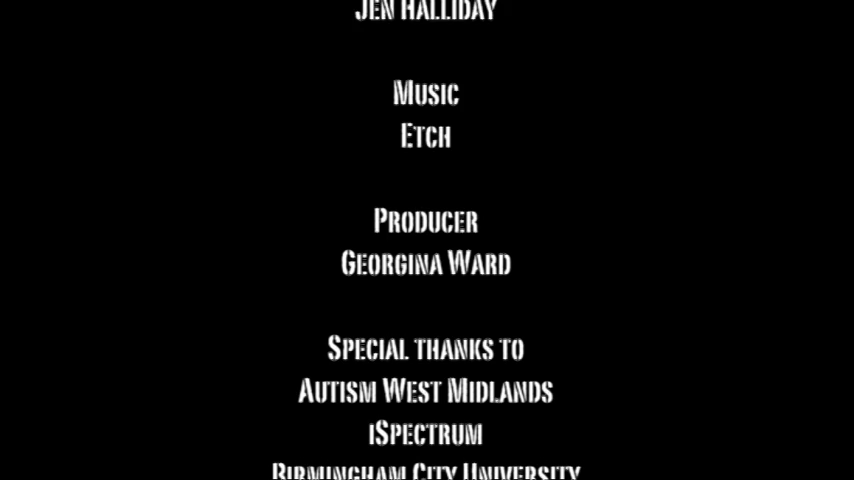 Jen Halliday
Music
Etch
Producer
Georgina Ward
Special thanks to
Autism West Midlands
iSpectrum
Birmingham City University